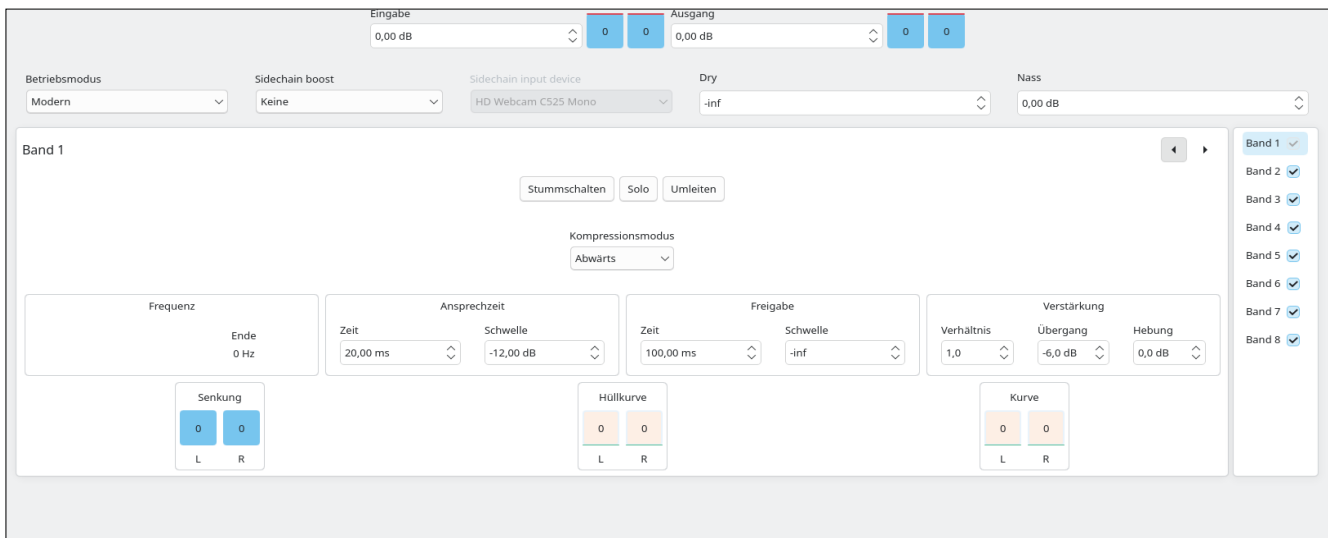 Eingabe Ausgang
0,00 dB 0 0 0,00 dB 0 0
Betriebsmodus Sidechain boost Sidechain input device Dry Nass
Modern Keine HD Webcam C525 Mono -inf 0,00 dB
Band 1
Stummschalten Solo Umleiten
Kompressionsmodus
Abwärts
Frequenz Ansprechzeit Freigabe Verstärkung
Ende Zeit Schwelle Zeit Schwelle Verhältnis Übergang Hebung
0 Hz 20,00 ms -12,00 dB 100,00 ms -inf 1,0 -6,0 dB 0,0 dB
Senkung Hüllkurve Kurve
0 0 0 0 0 0
L R L R L R
Band 1
Band 2
Band 3
Band 4
Band 5
Band 6
Band 7
Band 8